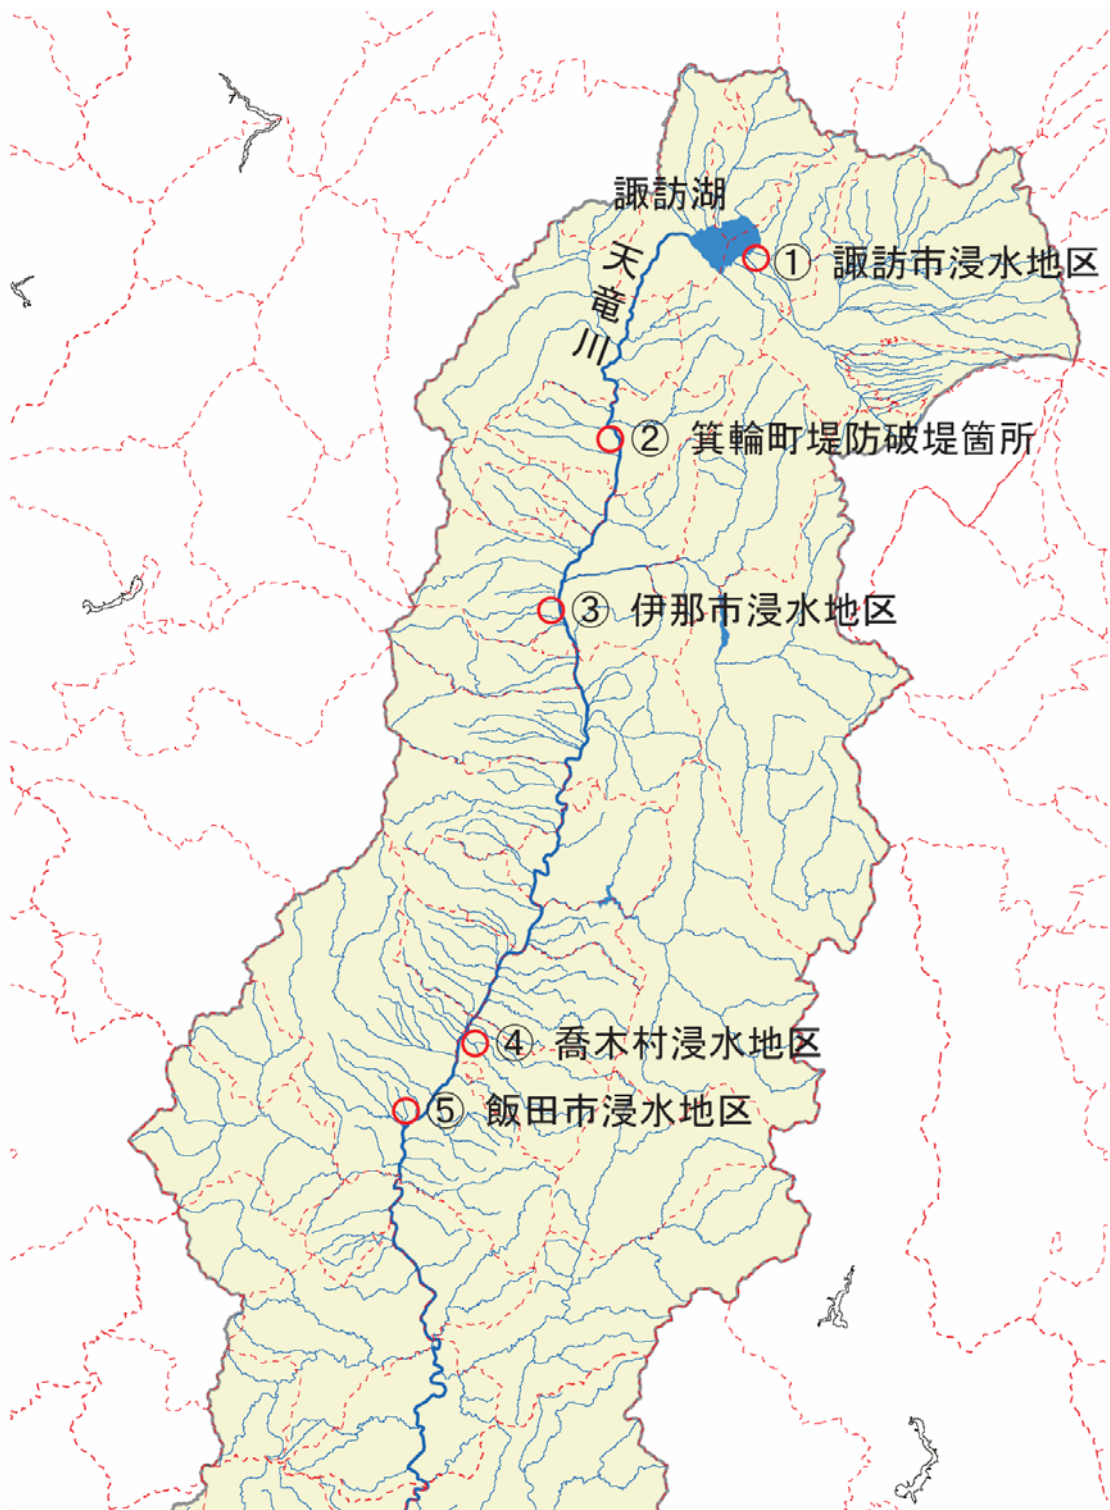 諏訪湖
① 諏訪市浸水地区
天竜川
② 箕輪町堤防破堤箇所
③ 伊那市浸水地区
④ 喬木村浸水地区
⑤ 飯田市浸水地区